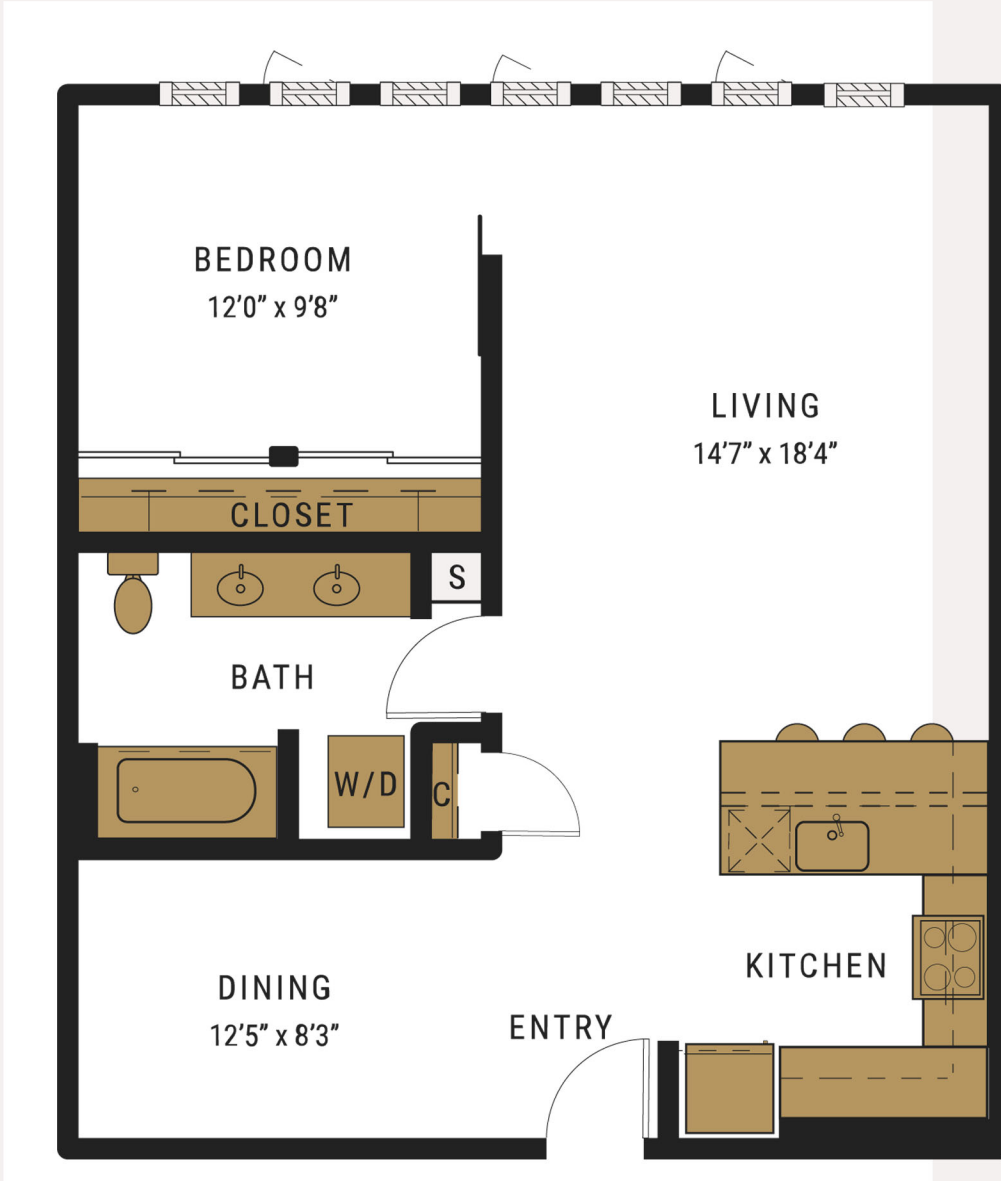 BEDROOM
12’0” x 9’8”
LIVING
14’7” x 18’4”
CLOSET
S
BATH
W/D
C
KITCHEN
DINING
12’5” x 8’3”
ENTRY